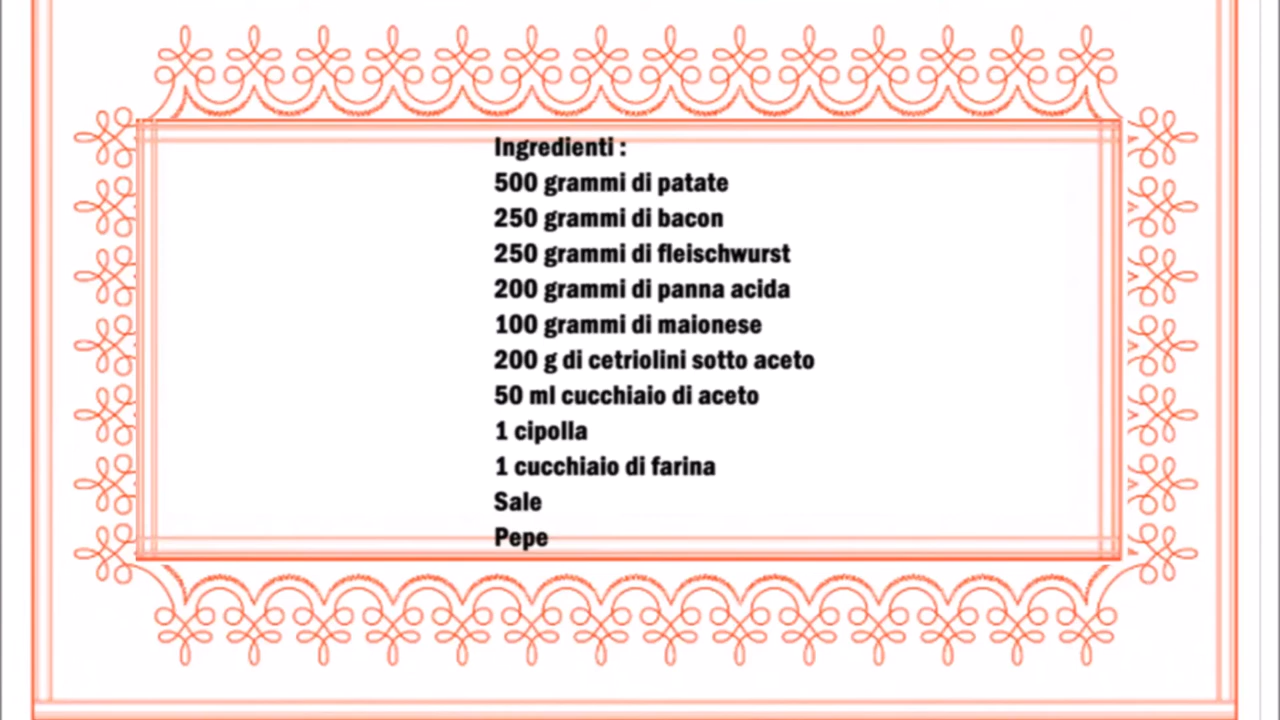 Ingredienti :
500 grammi di patate
250 grammi di bacon
250 grammi di fleischwurst
200 grammi di panna acida
100 grammi di maionese
200 g di cetriolini sotto aceto
50 ml cucchiaio di aceto
1 cipolla
1 cucchiaio di farina
Sale
Pepe